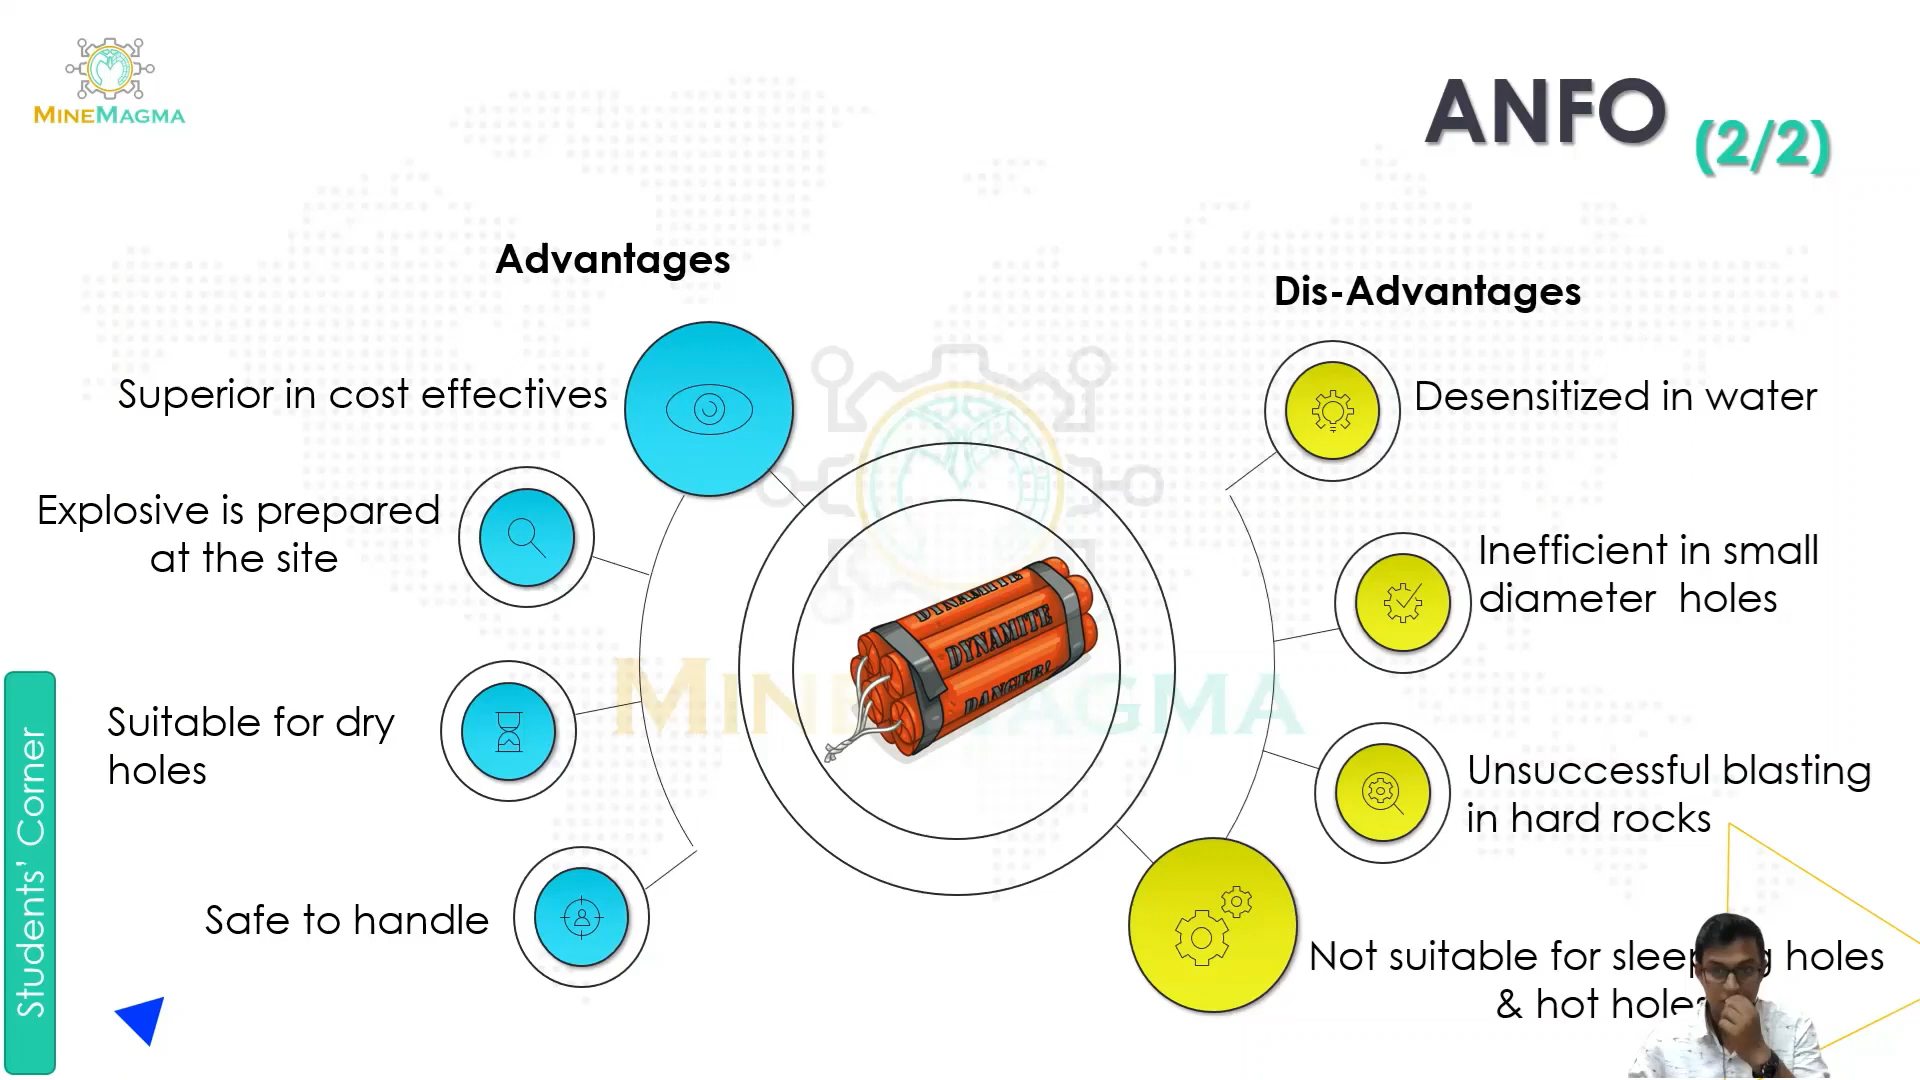 MINEMAGMA
ANFO (2/2)
Advantages
Superior in cost effectives
Explosive is prepared
at the site
Suitable for dry
holes
Safe to handle
Dis-Advantages
Desensitized in water
Inefficient in small
diameter holes
Unsuccessful blasting
in hard rocks
Not suitable for holes
& hot
DYNAMITE
DYNAMITE
DANGER!
MINEMAGMA
Students' Corner